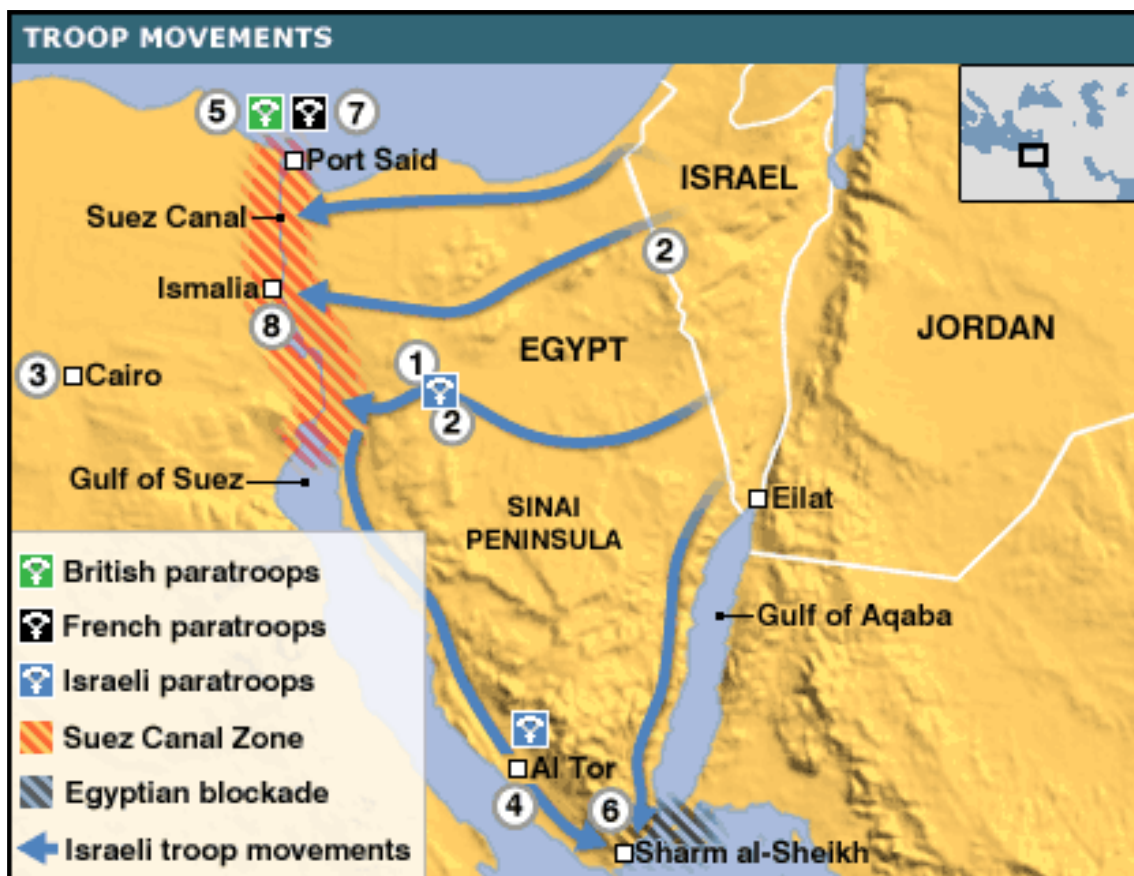 TROOP MOVEMENTS
5
7
Port Said
ISRAEL
Suez Canal
2
Ismalia
8
EGYPT
JORDAN
1
3
Cairo
2
Gulf of Suez
SINAI
PENINSULA
Eilat
British paratroops
French paratroops
Gulf of Aqaba
Israeli paratroops
Suez Canal Zone
Al Tor
Egyptian blockade
4
6
Israeli troop movements
Sharm al-Sheikh